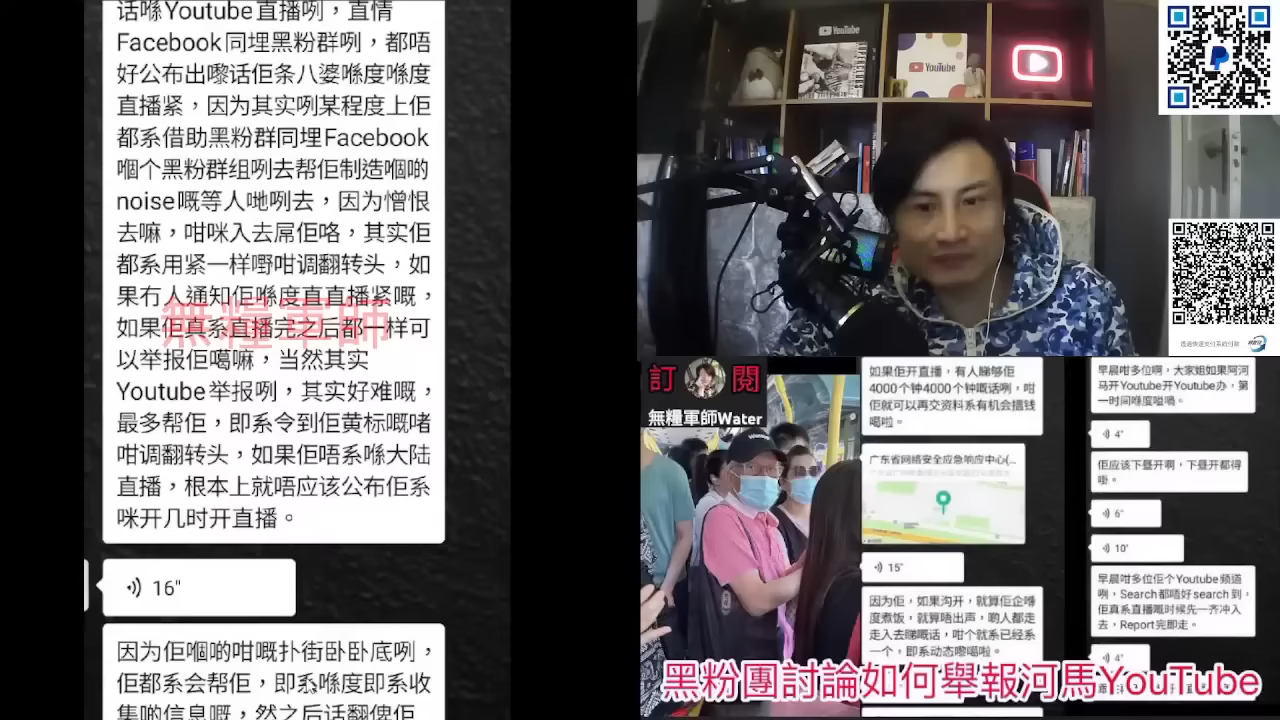 话喺Youtube直播咧，直情
Facebook同埋黑粉群咧，都唔
好公布出嚟话佢条八婆喺度喺度
直播紧，因为其实咧某程度上佢
都系借助黑粉群同埋Facebook
嗰个黑粉群组咧去帮佢制造嗰啲
noise嘅等人哋咧去，因为憎恨
去嘛，咁咪入去屌佢咯，其实佢
都系用紧一样嘢咁调翻转头，如
果冇人通知佢喺度直直播紧嘅，
如果佢真系直播完之后都一样可
以举报佢噶嘛，当然其实
Youtube举报咧，其实好难嘅，
最多帮佢，即系令到佢黄标嘅啫
咁调翻转头，如果佢唔系喺大陆
直播，根本上就唔应该公布佢系
咪开几时开直播。
無糧軍師
16"
因为佢嗰啲咁嘅扑街卧卧底咧，
佢都系会帮佢，即系喺度即系收
集啲信息嘅，然之后话翻俾佢
YouTube
YouTube
訂
閱
無糧軍師Water
如果佢开直播，有人睇够佢
4000个钟4000个钟嘅话咧，咁
佢就可以再交资料系有机会搵钱
噶啦。
广东省网络安全应急响应中心(...
15"
因为佢，如果沟开，就算佢企喺
度煮饭，就算唔出声，啲人都走
走入去睇嘅话，咁个就系已经系
一个，即系动态嚟噶啦。
早晨咁多位啊，大家姐如果阿河
马开Youtube开Youtube办，第
一时间喺度嗌喎。
4"
佢应该下昼开啊，下昼开都得
嘢。
6"
10"
早晨咁多位佢个Youtube频道
咧，Search都唔好search到，
佢真系直播嘅时候先一齐冲入
去，Report完即走。
4"
黑粉團討論如何舉報河馬YouTube